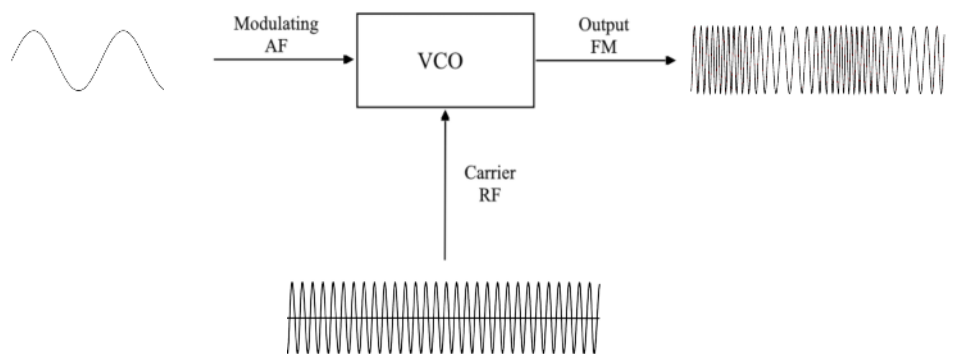 Modulating
AF
VCO
Output
FM
Carrier
RF